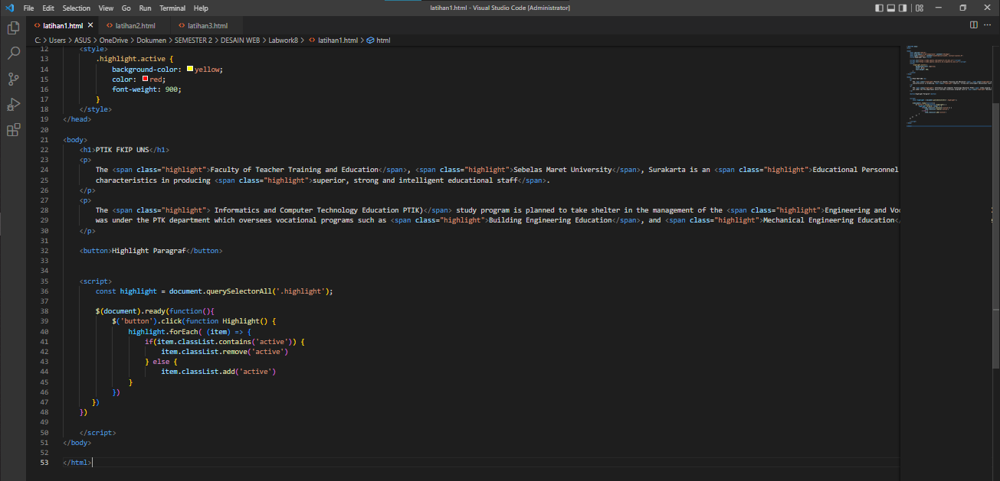 File Edit Selection View Go Run Terminal Help latihan1.html - Visual Studio Code [Administrator]
latihan1.html latihan2.html latihan3.html
C: > Users > ASUS > OneDrive > Dokumen > SEMESTER 2 > DESAIN WEB > Labwork8 > latihan1.html > html
12 <style>
13 .highlight.active {
14 background-color: yellow;
15 color: red;
16 font-weight: 900;
17 }
18 </style>
19 </head>
20
21 <body>
22 <h1>PTIK FKIP UNS</h1>
23 <p>
24 The <span class="highlight">Faculty of Teacher Training and Education</span>, <span class="highlight">Sebelas Maret University</span>, Surakarta is an <span class="highlight">Educational Personnel
25 characteristics in producing <span class="highlight">superior, strong and intelligent educational staff</span>.
26 </p>
27 <p>
28 The <span class="highlight"> Informatics and Computer Technology Education PTIK)</span> study program is planned to take shelter in the management of the <span class="highlight">Engineering and Voc
29 was under the PTK department which oversees vocational programs such as <span class="highlight">Building Engineering Education</span>, and <span class="highlight">Mechanical Engineering Education</
30 </p>
31
32 <button>Highlight Paragraf</button>
33
34
35 <script>
36 const highlight = document.querySelectorAll('.highlight');
37
38 $(document).ready(function(){
39 $('button').click(function Highlight() {
40 highlight.forEach( (item) => {
41 if(item.classList.contains('active')) {
42 item.classList.remove('active')
43 } else {
44 item.classList.add('active')
45 }
46 })
47 })
48 })
49
50 </script>
51 </body>
52
53 </html>